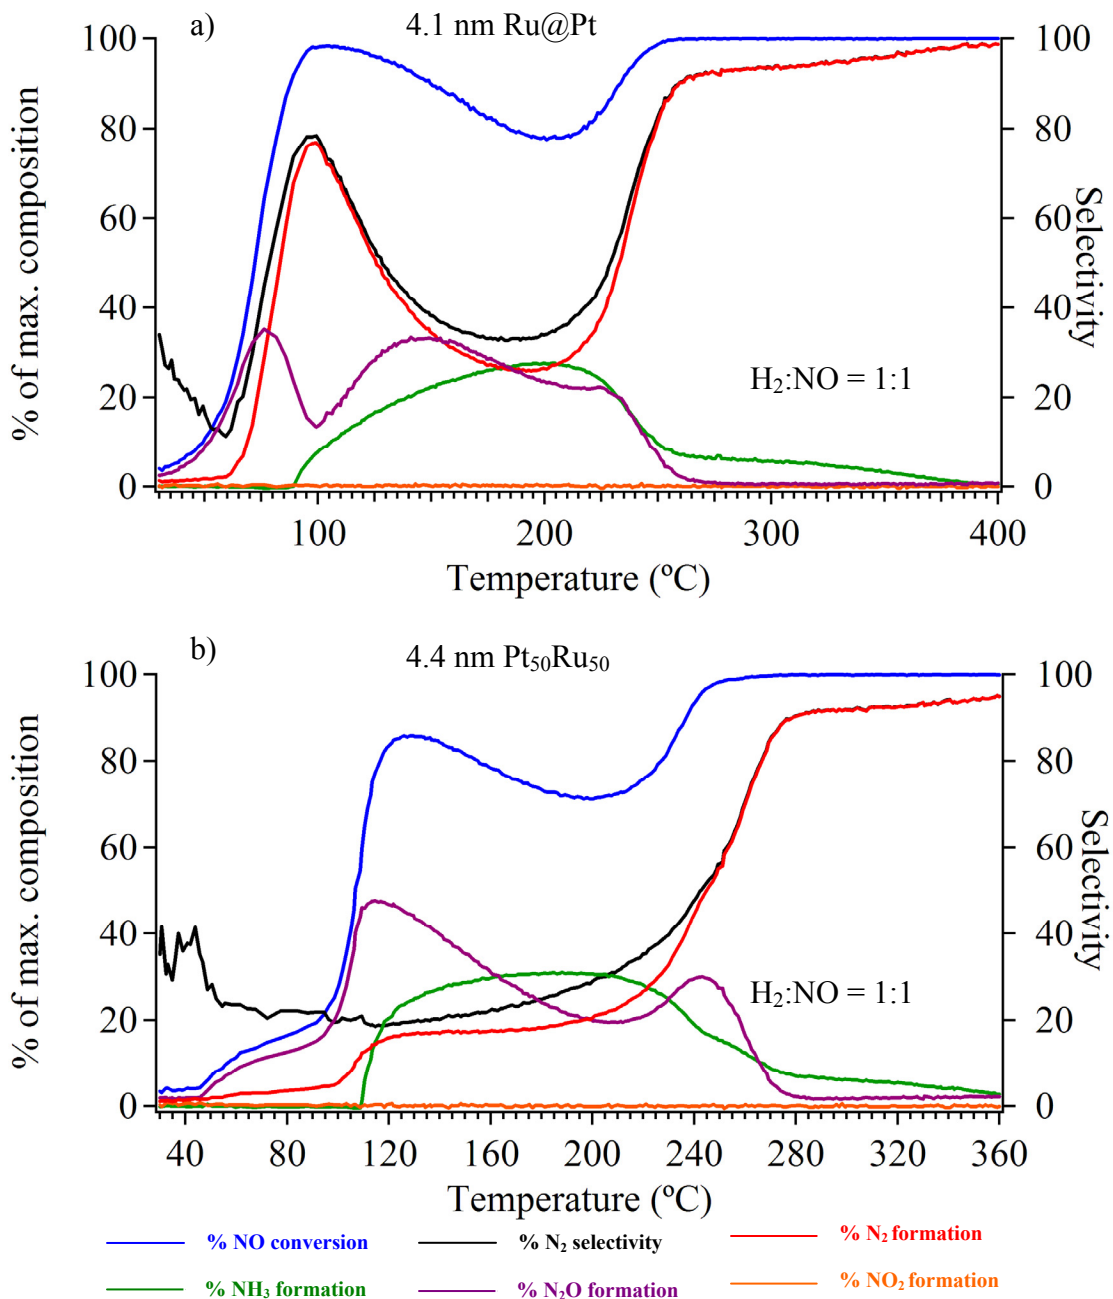 a)
4.1 nm Ru@Pt
100
80
60
40
20
0
% of max. composition
100
80
60
40
20
0
Selectivity
H₂:NO = 1:1
100 200 300 400
Temperature (ºC)
b)
4.4 nm Pt₅₀Ru₅₀
100
80
60
40
20
0
% of max. composition
100
80
60
40
20
0
Selectivity
H₂:NO = 1:1
40 80 120 160 200 240 280 320 360
Temperature (ºC)
% NO conversion % N₂ selectivity % N₂ formation
% NH₃ formation % N₂O formation % NO₂ formation